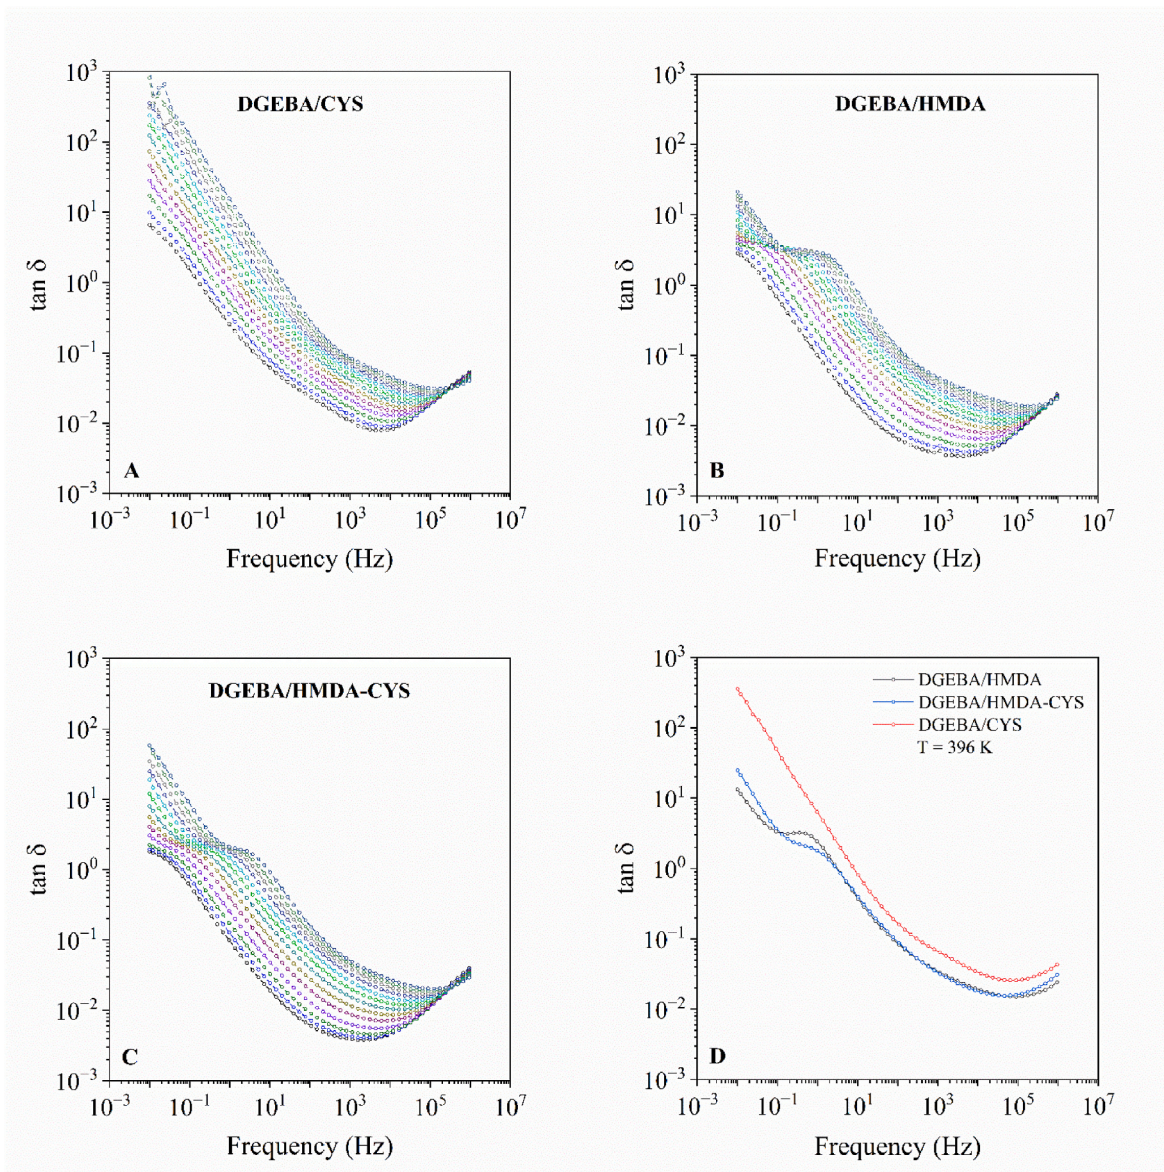 DGEBA/CYS
tan δ
10³
10²
10¹
10⁰
10⁻¹
10⁻²
10⁻³
A
10⁻³ 10⁻¹ 10¹ 10³ 10⁵ 10⁷
Frequency (Hz)
DGEBA/HMDA
tan δ
10³
10²
10¹
10⁰
10⁻¹
10⁻²
10⁻³
B
10⁻³ 10⁻¹ 10¹ 10³ 10⁵ 10⁷
Frequency (Hz)
DGEBA/HMDA-CYS
tan δ
10³
10²
10¹
10⁰
10⁻¹
10⁻²
10⁻³
C
10⁻³ 10⁻¹ 10¹ 10³ 10⁵ 10⁷
Frequency (Hz)
DGEBA/HMDA
DGEBA/HMDA-CYS
DGEBA/CYS
T = 396 K
tan δ
10³
10²
10¹
10⁰
10⁻¹
10⁻²
10⁻³
D
10⁻³ 10⁻¹ 10¹ 10³ 10⁵ 10⁷
Frequency (Hz)